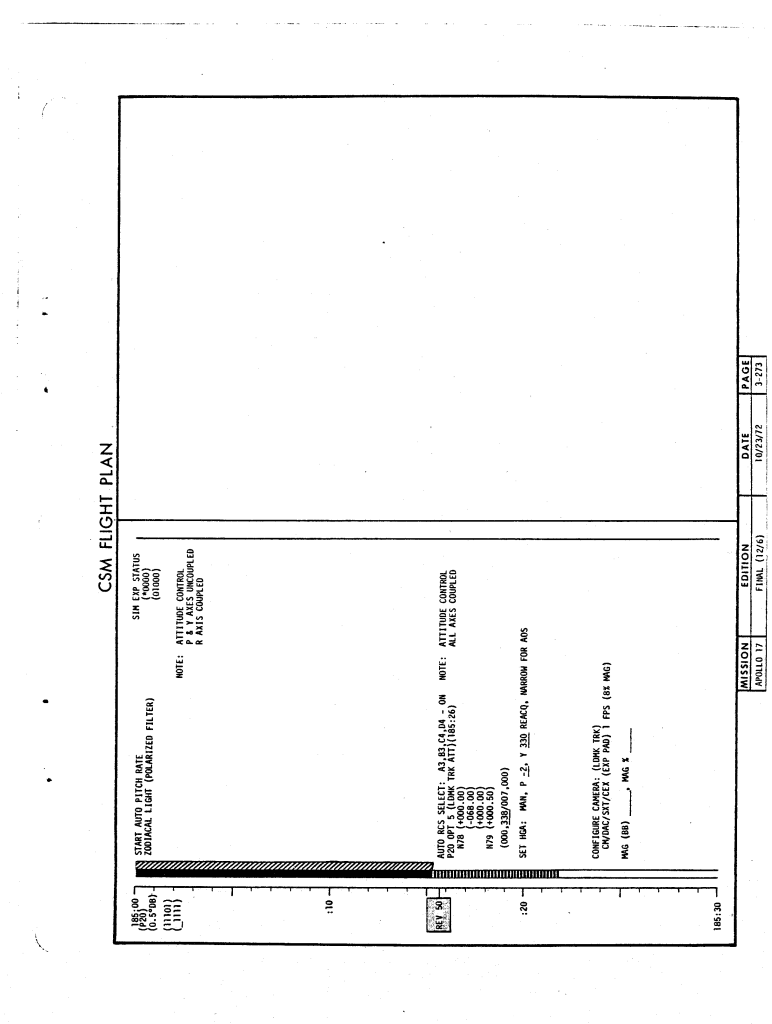 CSM FLIGHT PLAN
185:00
(P20)
(0.5°DB)
(11101)
(_1111)
:10
REV 50
:20
185:30
START AUTO PITCH RATE
ZODIACAL LIGHT (POLARIZED FILTER)
SIM EXP STATUS
(*0000)
(01000)
NOTE: ATTITUDE CONTROL
P & Y AXES UNCOUPLED
R AXIS COUPLED
AUTO RCS SELECT: A3,B3,C4,D4 - ON
P20 OPT 5 (LDMK TRK ATT)(185:26)
N78 (+000.00)
(-068.00)
(+000.00)
N79 (+000.50)
(000,338/007,000)
NOTE: ATTITUDE CONTROL
ALL AXES COUPLED
SET HGA: MAN, P -2, Y 330 REACQ, NARROW FOR AOS
CONFIGURE CAMERA: (LDMK TRK)
CM/DAC/SXT/CEX (EXP PAD) 1 FPS (8% MAG)
MAG (BB) ____, MAG % ____
MISSION EDITION DATE PAGE
APOLLO 17 FINAL (12/6) 10/23/72 3-273